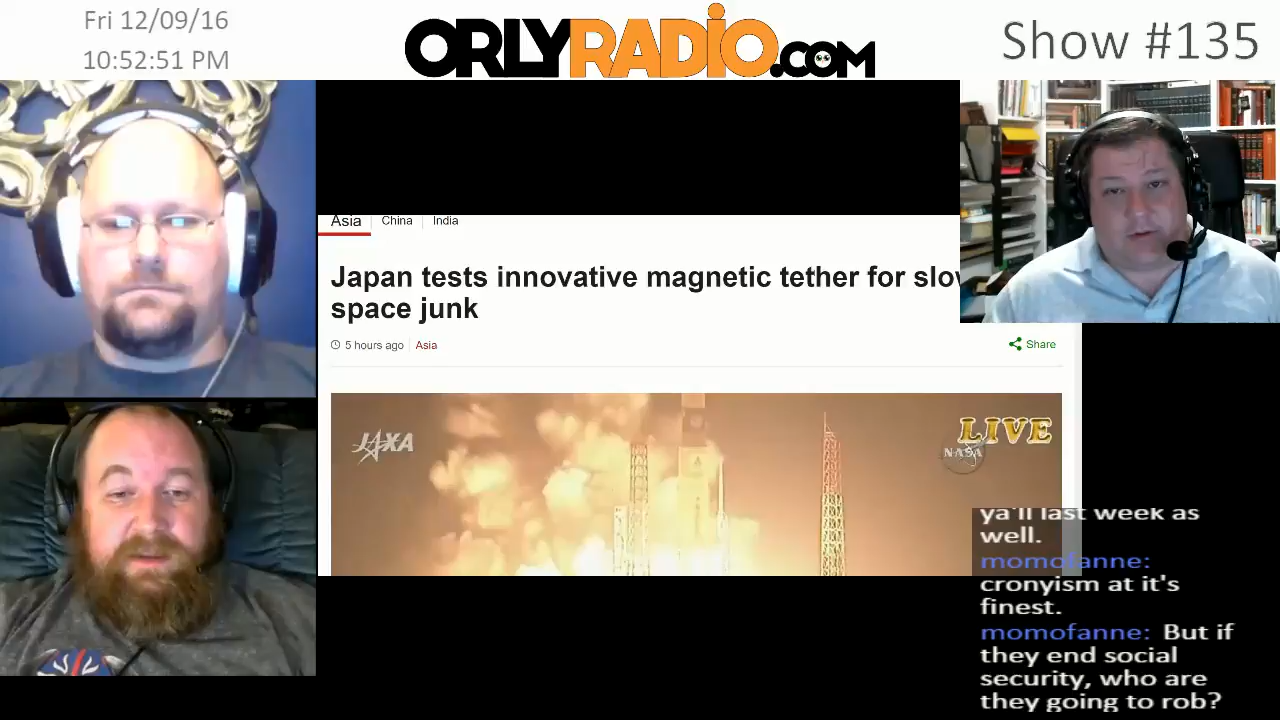 Fri 12/09/16
10:52:51 PM
ORLYRADIO.COM
Show #135
Asia
China
India
Japan tests innovative magnetic tether for
space junk
5 hours ago
Asia
Share
JAXA
LIVE
NASA
ya'll last week as
well.
momofanne:
cronyism at it's
finest.
momofanne: But if
they end social
security, who are
they going to rob?